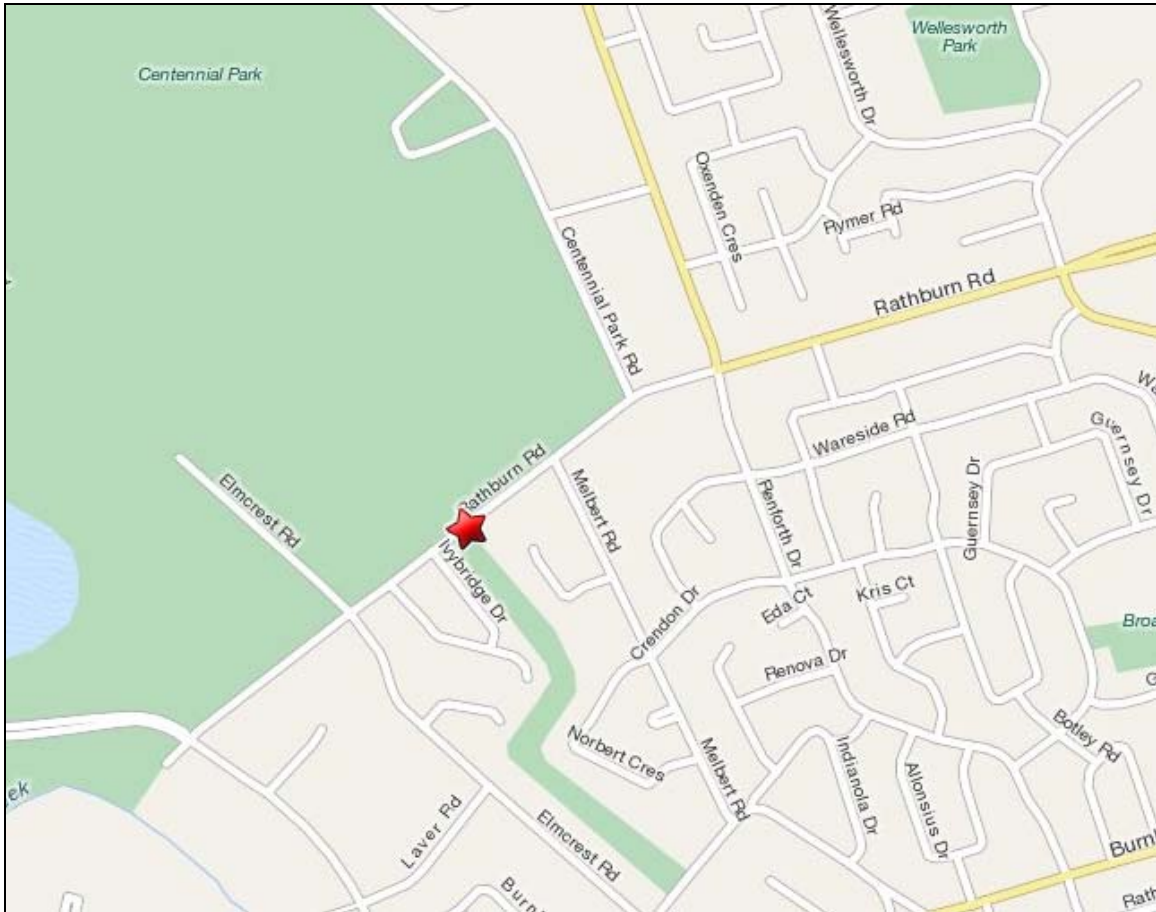 Wellesworth
Park
Centennial Park
Wellesworth Dr
Oxenden Cres
Rymer Rd
Centennial Park Rd
Rathburn Rd
Wareside Rd
Guernsey Dr
Rathburn Rd
Elmcrest Rd
Melbert Rd
Renforth Dr
Guernsey Dr
Ivybridge Dr
Crendon Dr
Eda Ct
Kris Ct
Renova Dr
Norbert Cres
Melbert Rd
Indianola Dr
Allonsius Dr
Botley Rd
Laver Rd
Elmcrest Rd